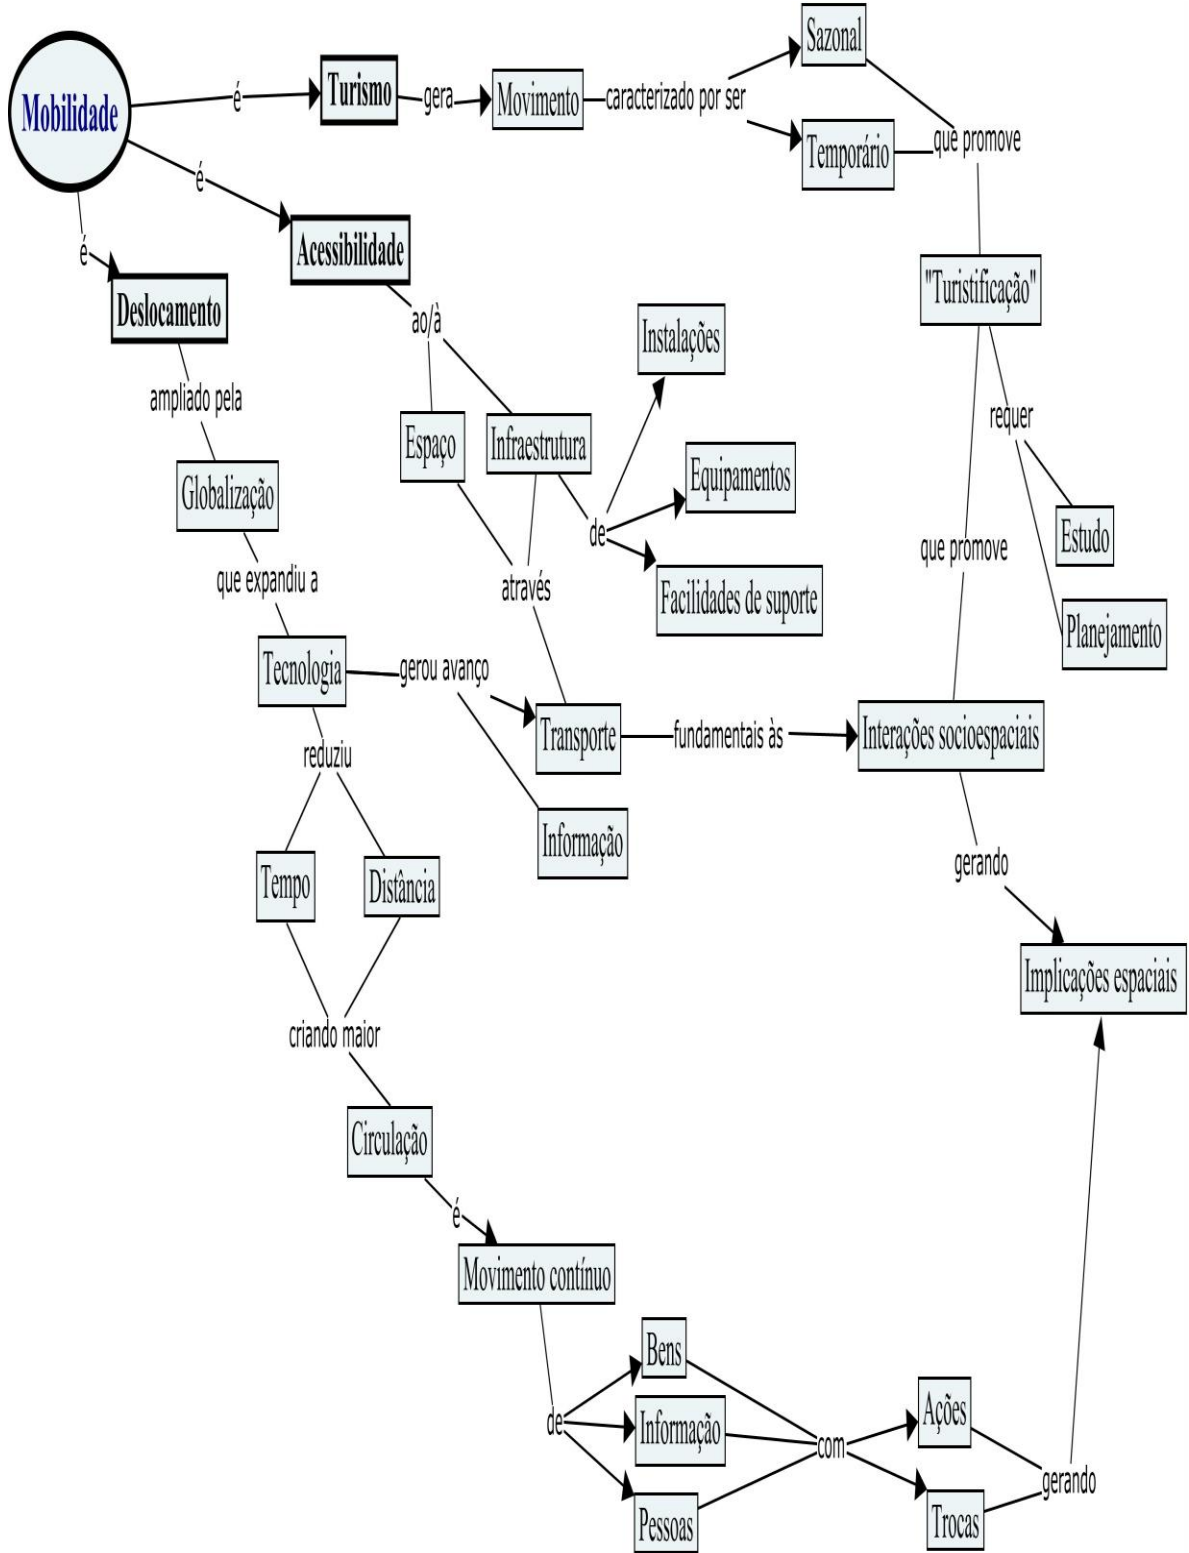 Sazonal
Mobilidade
é
Turismo
gera
Movimento
caracterizado por ser
Temporário
que promove
é
Acessibilidade
é
Deslocamento
"Turistificação"
ao/à
Instalações
ampliado pela
requer
Espaço
Infraestrutura
Equipamentos
Globalização
de
Estudo
que promove
que expandiu a
através
Facilidades de suporte
Planejamento
Tecnologia
gerou avanço
Transporte
fundamentais às
Interações socioespaciais
reduziu
Informação
Tempo
Distância
gerando
Implicações espaciais
criando maior
Circulação
é
Movimento contínuo
Bens
de
Informação
com
Ações
gerando
Pessoas
Trocas